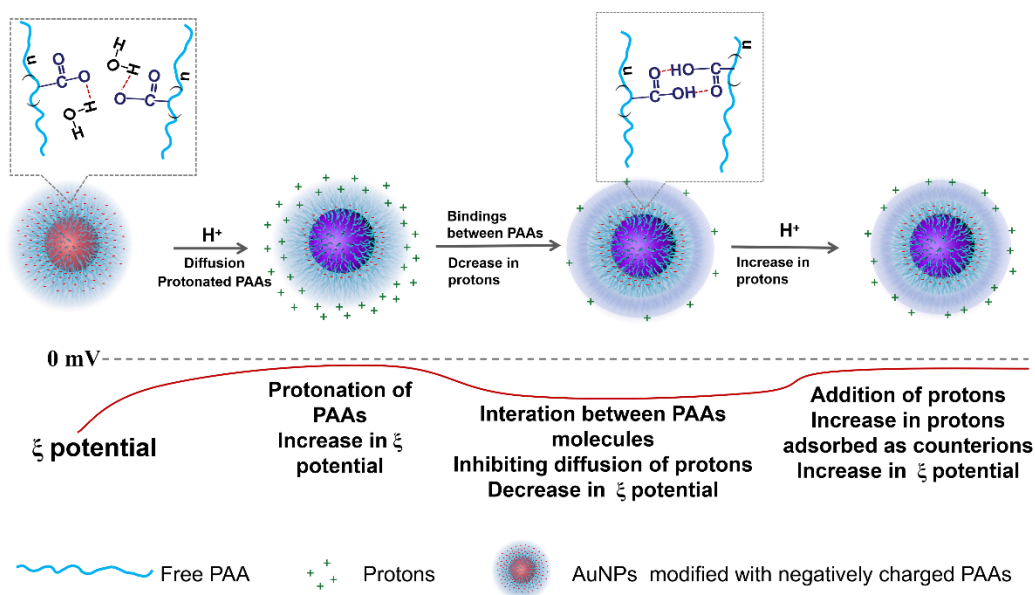 n
n
O
C
O
H
O
H
H
O
H
O
C
O
n
n
O
HO
C
C
OH
O
H⁺
Diffusion
Protonated PAAs
Bindings
between PAAs
Dcrease in
protons
H⁺
Increase in
protons
0 mV
ξ potential
Protonation of
PAAs
Increase in ξ
potential
Interation between PAAs
molecules
Inhibiting diffusion of protons
Decrease in ξ potential
Addition of protons
Increase in protons
adsorbed as counterions
Increase in ξ potential
Free PAA
Protons
AuNPs modified with negatively charged PAAs